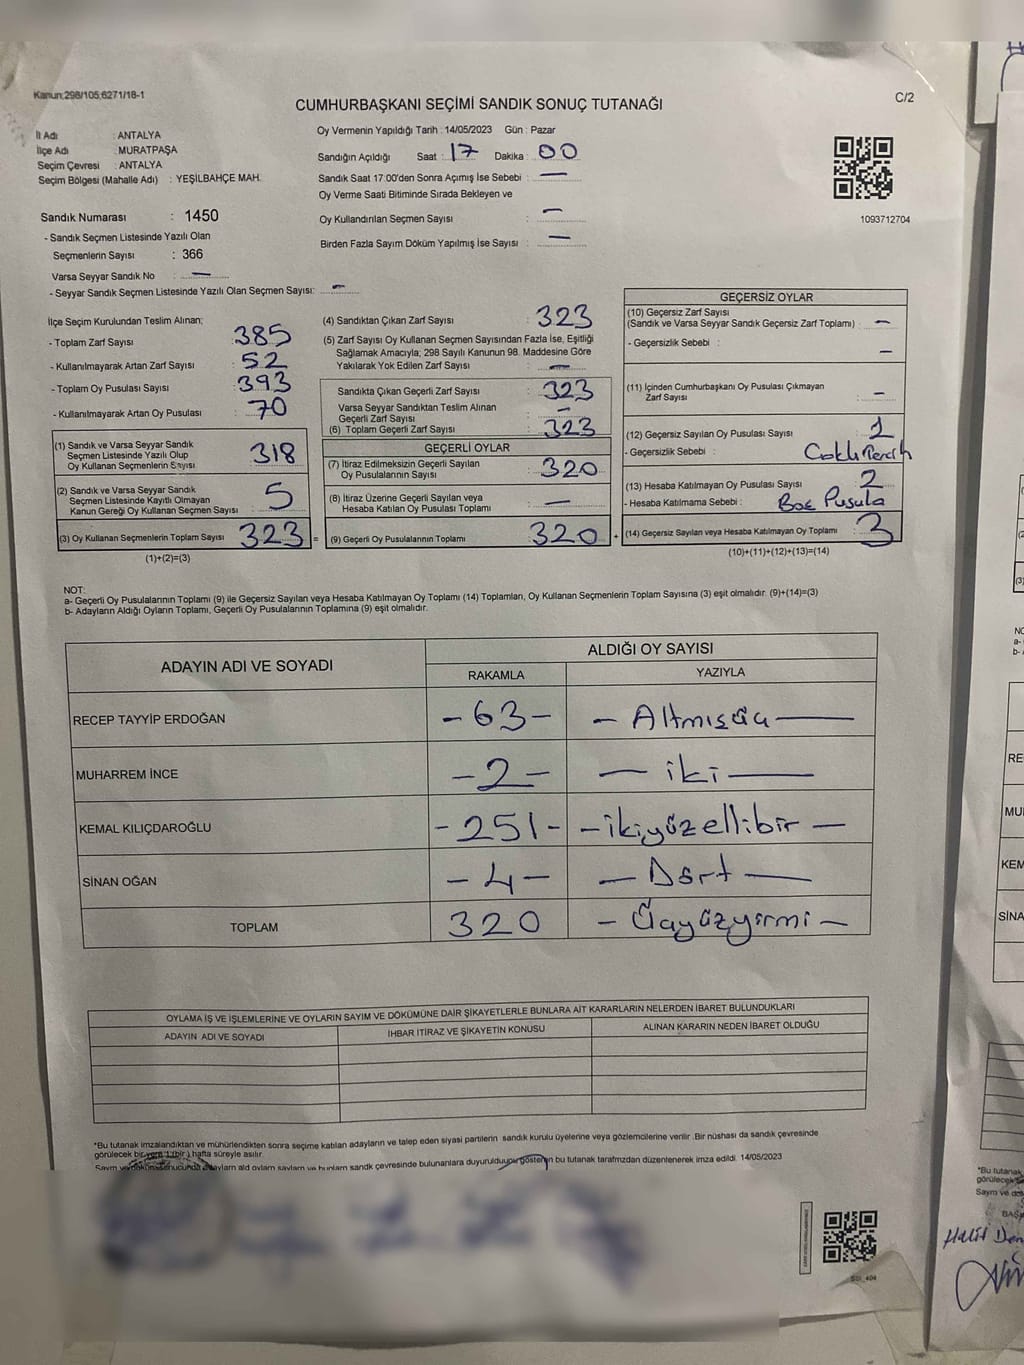 Kanun:298/105;6271/18-1
CUMHURBAŞKANI SEÇİMİ SANDIK SONUÇ TUTANAĞI
C/2
İl Adı : ANTALYA
İlçe Adı : MURATPAŞA
Seçim Çevresi : ANTALYA
Seçim Bölgesi (Mahalle Adı) : YEŞİLBAHÇE MAH.
Sandık Numarası : 1450
- Sandık Seçmen Listesinde Yazılı Olan
Seçmenlerin Sayısı : 366
Varsa Seyyar Sandık No : —
- Seyyar Sandık Seçmen Listesinde Yazılı Olan Seçmen Sayısı: -
Oy Vermenin Yapıldığı Tarih : 14/05/2023 Gün : Pazar
Sandığın Açıldığı Saat : 17 Dakika : 00
Sandık Saat 17:00'den Sonra Açımış İse Sebebi : —
Oy Verme Saati Bitiminde Sırada Bekleyen ve
Oy Kullandırılan Seçmen Sayısı : —
Birden Fazla Sayım Döküm Yapılmış İse Sayısı : —
1093712704
İlçe Seçim Kurulundan Teslim Alınan;
- Toplam Zarf Sayısı : 385
- Kullanılmayarak Artan Zarf Sayısı : 52
- Toplam Oy Pusulası Sayısı : 393
- Kullanılmayarak Artan Oy Pusulası : 70
(1) Sandık ve Varsa Seyyar Sandık
Seçmen Listesinde Yazılı Olup
Oy Kullanan Seçmenlerin Sayısı : 318
(2) Sandık ve Varsa Seyyar Sandık
Seçmen Listesinde Kayıtlı Olmayan
Kanun Gereği Oy Kullanan Seçmen Sayısı : 5
(3) Oy Kullanan Seçmenlerin Toplam Sayısı : 323 =
(1)+(2)=(3)
(4) Sandıktan Çıkan Zarf Sayısı : 323
(5) Zarf Sayısı Oy Kullanan Seçmen Sayısından Fazla İse, Eşitliği
Sağlamak Amacıyla; 298 Sayılı Kanunun 98. Maddesine Göre
Yakılarak Yok Edilen Zarf Sayısı : —
Sandıkta Çıkan Geçerli Zarf Sayısı : 323
Varsa Seyyar Sandıktan Teslim Alınan
Geçerli Zarf Sayısı : -
(6) Toplam Geçerli Zarf Sayısı : 323
GEÇERLİ OYLAR
(7) İtiraz Edilmeksizin Geçerli Sayılan
Oy Pusulasının Sayısı : 320
(8) İtiraz Üzerine Geçerli Sayılan veya
Hesaba Katılan Oy Pusulası Toplamı : —
(9) Geçerli Oy Pusulalarının Toplamı : 320 +
GEÇERSİZ OYLAR
(10) Geçersiz Zarf Sayısı
(Sandık ve Varsa Seyyar Sandık Geçersiz Zarf Toplamı) : -
- Geçersizlik Sebebi : -
(11) İçinden Cumhurbaşkanı Oy Pusulası Çıkmayan
Zarf Sayısı : -
(12) Geçersiz Sayılan Oy Pusulası Sayısı : 1
- Geçersizlik Sebebi : Çoklu Tercih
(13) Hesaba Katılmayan Oy Pusulası Sayısı : 2
- Hesaba Katılmama Sebebi : Boş Pusula
(14) Geçersiz Sayılan veya Hesaba Katılmayan Oy Toplamı : 3
(10)+(11)+(12)+(13)=(14)
NOT:
a- Geçerli Oy Pusulalarının Toplamı (9) ile Geçersiz Sayılan veya Hesaba Katılmayan Oy Toplamı (14) Toplamları, Oy Kullanan Seçmenlerin Toplam Sayısına (3) eşit olmalıdır. (9)+(14)=(3)
b- Adayların Aldığı Oyların Toplamı, Geçerli Oy Pusulalarının Toplamına (9) eşit olmalıdır.
ADAYIN ADI VE SOYADI
ALDIĞI OY SAYISI
RAKAMLA YAZIYLA
RECEP TAYYİP ERDOĞAN - 63 - - Altmışüç -
MUHARREM İNCE - 2 - - iki -
KEMAL KILIÇDAROĞLU - 251 - - ikiyüzellibir -
SİNAN OĞAN - 4 - - Dört -
TOPLAM 320 - Üçyüzyirmi -
OYLAMA İŞ VE İŞLEMLERİNE VE OYLARIN SAYIM VE DÖKÜMÜNE DAİR ŞİKAYETLERLE BUNLARA AİT KARARLARIN NELERDEN İBARET BULUNDUKLARI
ADAYIN ADI VE SOYADI İHBAR İTİRAZ VE ŞİKAYETİN KONUSU ALINAN KARARIN NEDEN İBARET OLDUĞU
*Bu tutanak imzalandıktan ve mühürlendikten sonra seçime katılan adayların ve talep eden siyasi partilerin sandık kurulu üyelerine veya gözlemcilerine verilir .Bir nüshası da sandık çevresinde
görülecek bir yere 1 (bir ) hafta süreyle asılır.
bu tutanak tarafımızdan düzenlenerek imza edildi. 14/05/2023